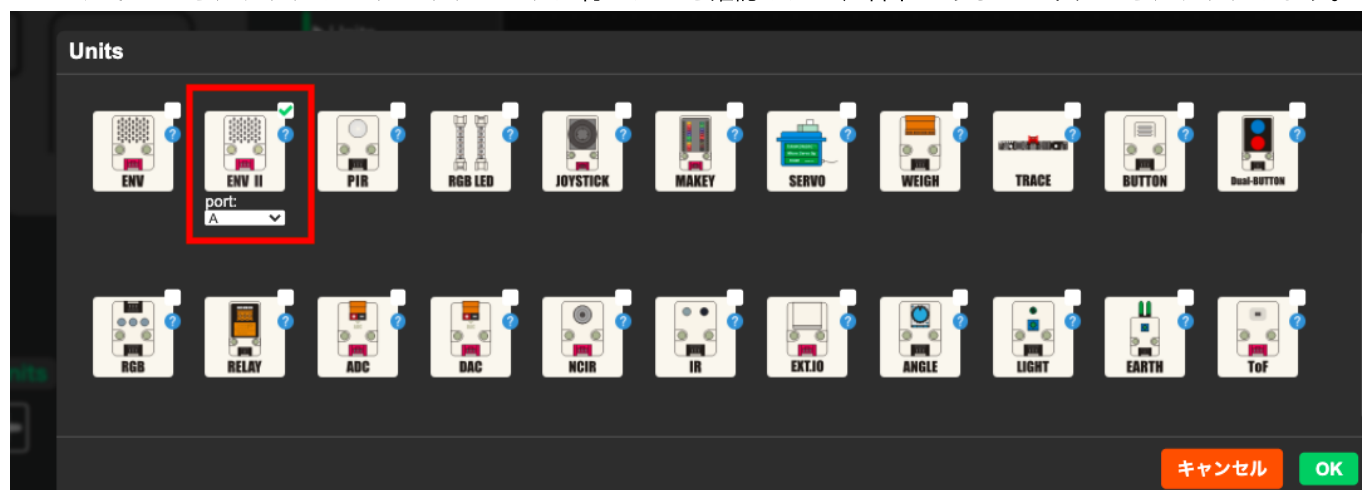 Units
ENV
ENV II
PIR
RGB LED
JOYSTICK
MAKEY
SERVO
WEIGH
TRACE
BUTTON
Dual-BUTTON
port:
A
RGB
RELAY
ADC
DAC
NCIR
IR
EXT.IO
ANGLE
LIGHT
EARTH
ToF
キャンセル
OK